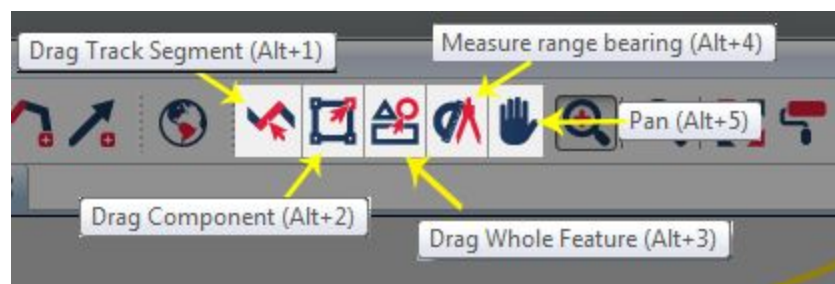 Drag Track Segment (Alt+1)
Measure range bearing (Alt+4)
Pan (Alt+5)
Drag Component (Alt+2)
Drag Whole Feature (Alt+3)